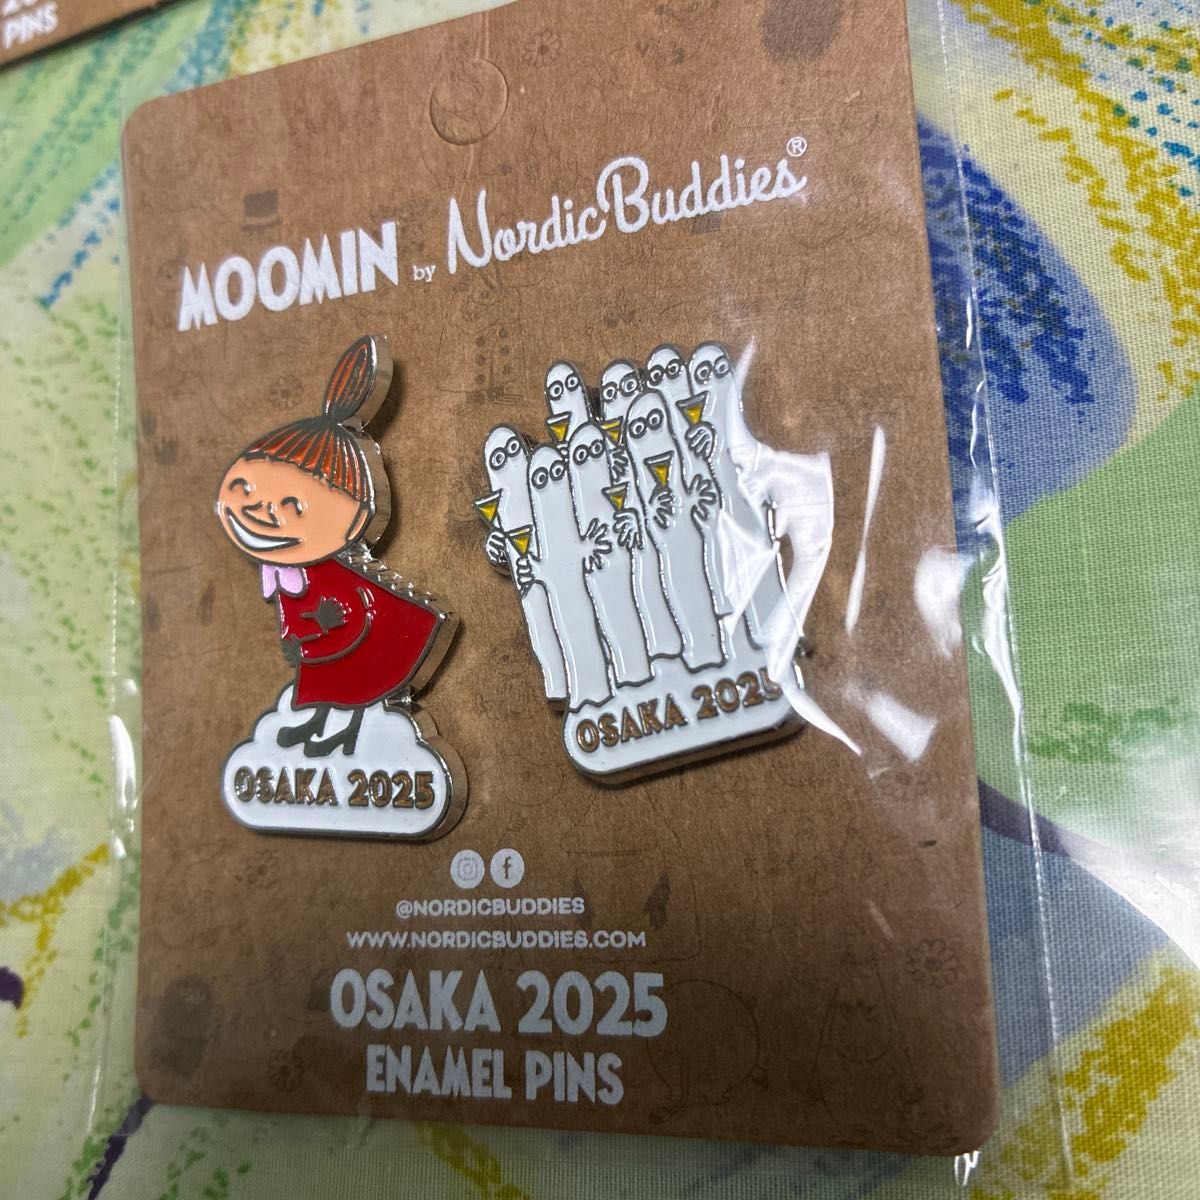 PINS
MOOMIN by NordicBuddies®
OSAKA 2025
OSAKA 2025
@NORDICBUDDIES
WWW.NORDICBUDDIES.COM
OSAKA 2025
ENAMEL PINS